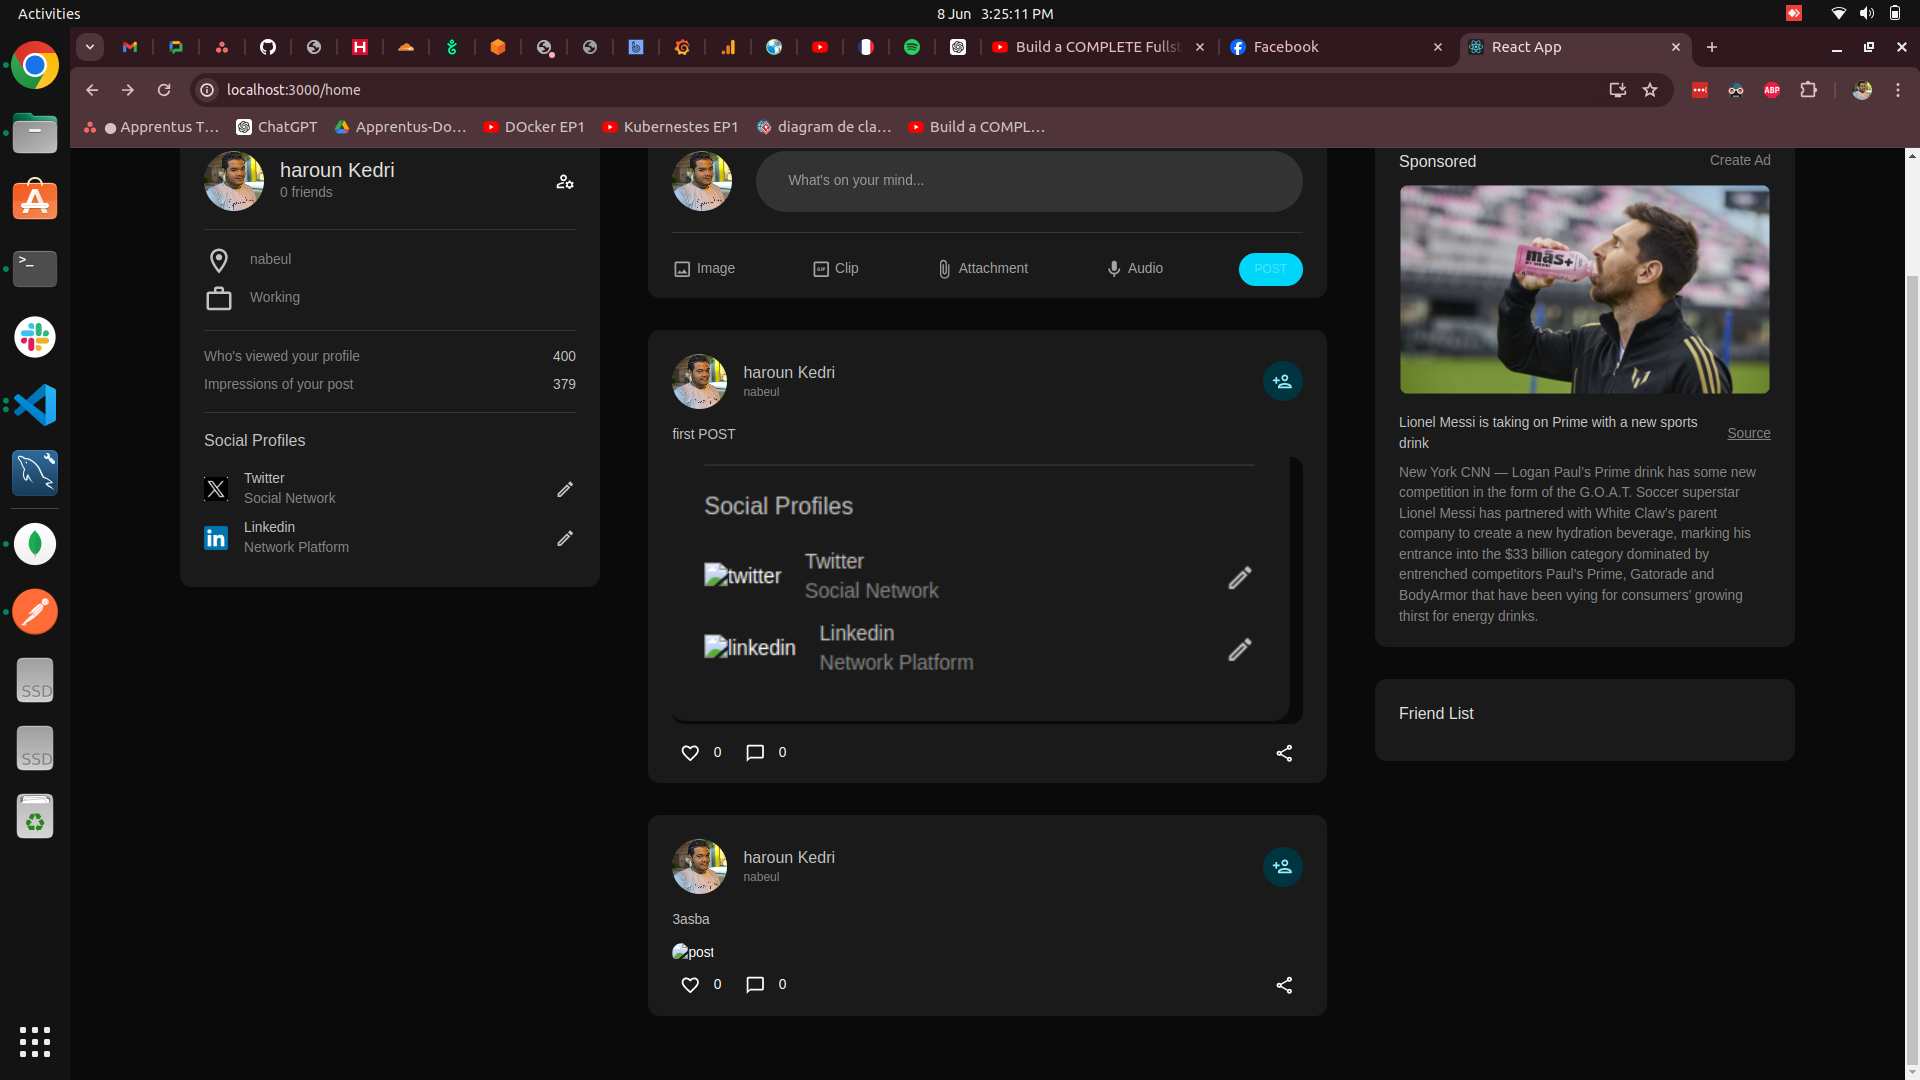 Activities
8 Jun 3:25:11 PM
Build a COMPLETE Fullst
Facebook
React App
localhost:3000/home
Apprentus T…
ChatGPT
Apprentus-Do…
DOcker EP1
Kubernestes EP1
diagram de cla…
Build a COMPL…
haroun Kedri
0 friends
nabeul
Working
Who's viewed your profile 400
Impressions of your post 379
Social Profiles
Twitter
Social Network
Linkedin
Network Platform
What's on your mind...
Image Clip Attachment Audio POST
haroun Kedri
nabeul
first POST
Social Profiles
twitter
Twitter
Social Network
linkedin
Linkedin
Network Platform
0 0
haroun Kedri
nabeul
3asba
post
0 0
Sponsored Create Ad
más+
Lionel Messi is taking on Prime with a new sports
drink
Source
New York CNN — Logan Paul's Prime drink has some new
competition in the form of the G.O.A.T. Soccer superstar
Lionel Messi has partnered with White Claw's parent
company to create a new hydration beverage, marking his
entrance into the $33 billion category dominated by
entrenched competitors Paul's Prime, Gatorade and
BodyArmor that have been vying for consumers' growing
thirst for energy drinks.
Friend List
SSD
SSD